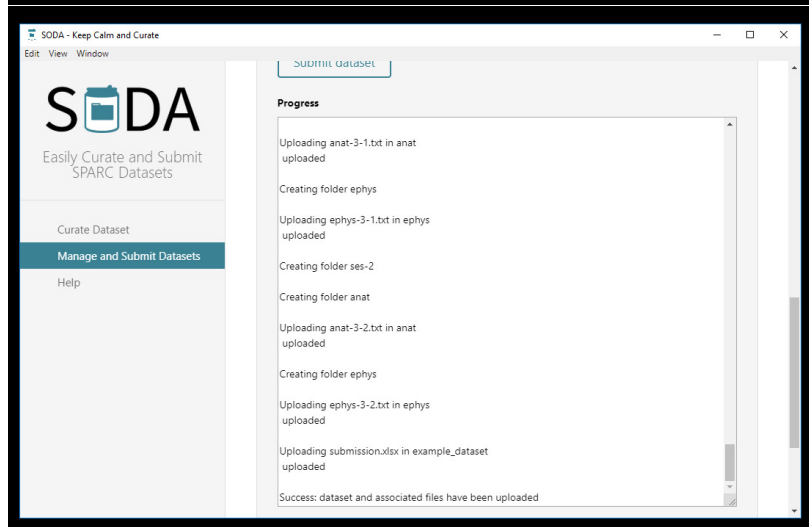 SODA - Keep Calm and Curate
Edit View Window
SODA
Easily Curate and Submit
SPARC Datasets
Curate Dataset
Manage and Submit Datasets
Help
Submit dataset
Progress
Uploading anat-3-1.txt in anat
uploaded
Creating folder ephys
Uploading ephys-3-1.txt in ephys
uploaded
Creating folder ses-2
Creating folder anat
Uploading anat-3-2.txt in anat
uploaded
Creating folder ephys
Uploading ephys-3-2.txt in ephys
uploaded
Uploading submission.xlsx in example_dataset
uploaded
Success: dataset and associated files have been uploaded